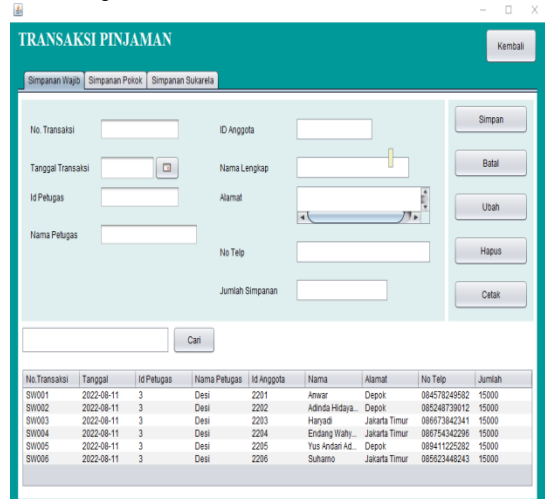 TRANSAKSI PINJAMAN
Kembali
Simpanan Wajib Simpanan Pokok Simpanan Sukarela
No. Transaksi ID Anggota Simpan
Tanggal Transaksi Nama Lengkap Batal
Id Petugas Alamat Ubah
Nama Petugas
No Telp Hapus
Jumlah Simpanan Cetak
Cari
No.Transaksi Tanggal Id Petugas Nama Petugas Id Anggota Nama Alamat No Telp Jumlah
SW001 2022-08-11 3 Desi 2201 Anwar Depok 084578249582 15000
SW002 2022-08-11 3 Desi 2202 Adinda Hidaya... Depok 085248739012 15000
SW003 2022-08-11 3 Desi 2203 Haryadi Jakarta Timur 086673842341 15000
SW004 2022-08-11 3 Desi 2204 Endang Wahy... Jakarta Timur 086754342296 15000
SW005 2022-08-11 3 Desi 2205 Yus Andari Ad... Depok 089411225282 15000
SW006 2022-08-11 3 Desi 2206 Suharno Jakarta Timur 085623448243 15000